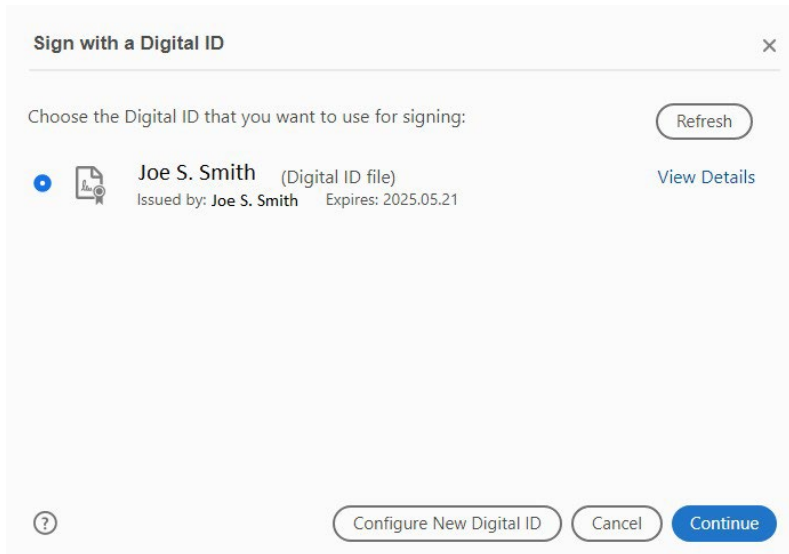 Sign with a Digital ID
Choose the Digital ID that you want to use for signing:
Refresh
Joe S. Smith (Digital ID file)
View Details
Issued by: Joe S. Smith Expires: 2025.05.21
Configure New Digital ID
Cancel
Continue